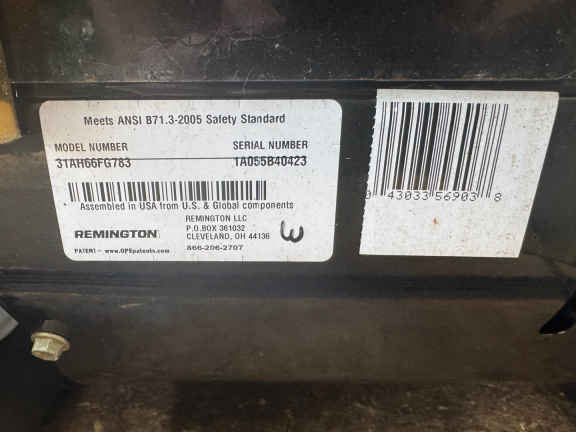 Meets ANSI B71.3-2005 Safety Standard
MODEL NUMBER SERIAL NUMBER
31AH66FG783 1A055B40423
Assembled in USA from U.S. & Global components
REMINGTON LLC
P.O.BOX 361032
REMINGTON CLEVELAND, OH 44136
PATENT – www.OPEpatents.com 866-206-2707
W
0 43033 56903 8